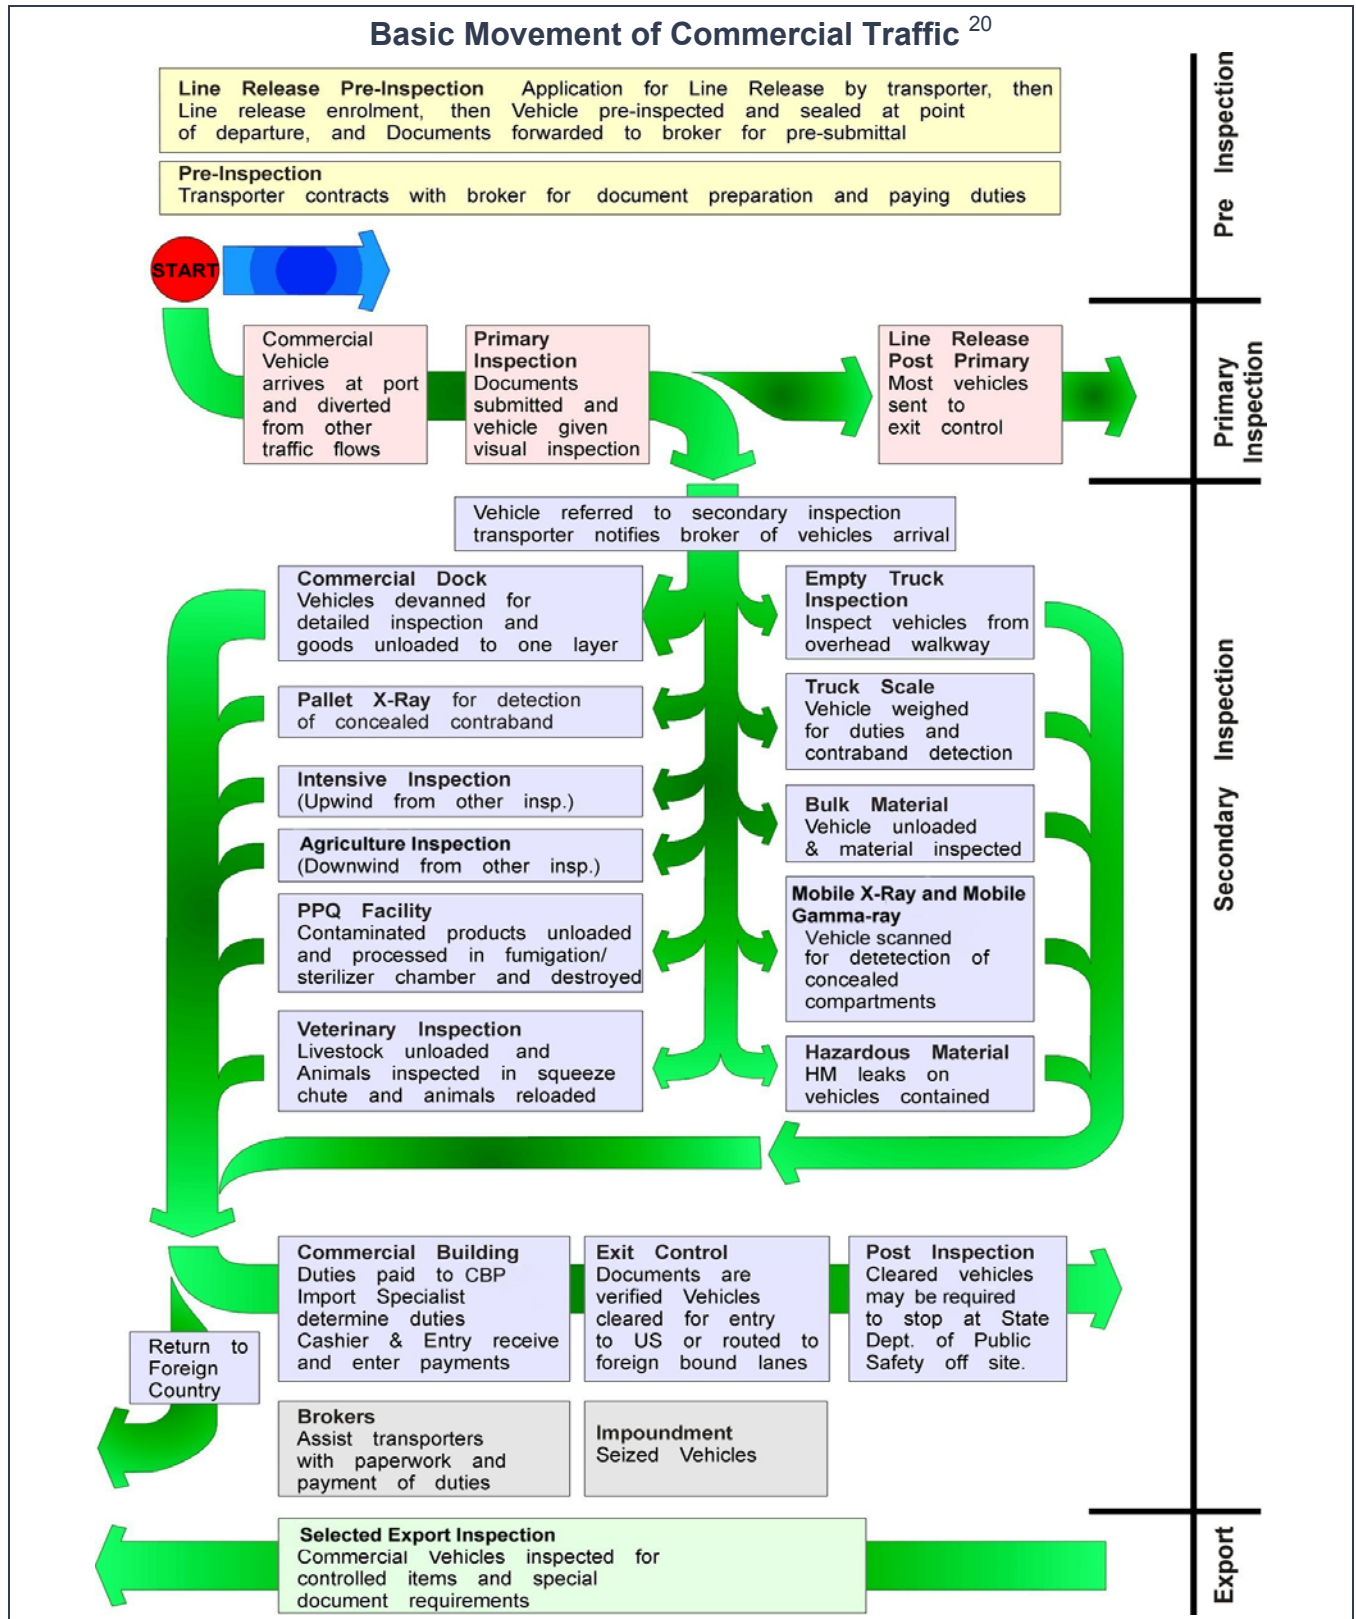 Basic Movement of Commercial Traffic 20
Line Release Pre-Inspection Application for Line Release by transporter, then
Line release enrolment, then Vehicle pre-inspected and sealed at point
of departure, and Documents forwarded to broker for pre-submittal
Pre-Inspection
Transporter contracts with broker for document preparation and paying duties
Pre Inspection
START
Commercial
Vehicle
arrives at port
and diverted
from other
traffic flows
Primary
Inspection
Documents
submitted and
vehicle given
visual inspection
Line Release
Post Primary
Most vehicles
sent to
exit control
Primary
Inspection
Vehicle referred to secondary inspection
transporter notifies broker of vehicles arrival
Commercial Dock
Vehicles devanned for
detailed inspection and
goods unloaded to one layer
Pallet X-Ray for detection
of concealed contraband
Intensive Inspection
(Upwind from other insp.)
Agriculture Inspection
(Downwind from other insp.)
PPQ Facility
Contaminated products unloaded
and processed in fumigation/
sterilizer chamber and destroyed
Veterinary Inspection
Livestock unloaded and
Animals inspected in squeeze
chute and animals reloaded
Empty Truck
Inspection
Inspect vehicles from
overhead walkway
Truck Scale
Vehicle weighed
for duties and
contraband detection
Bulk Material
Vehicle unloaded
& material inspected
Mobile X-Ray and Mobile
Gamma-ray
Vehicle scanned
for detetection of
concealed
compartments
Hazardous Material
HM leaks on
vehicles contained
Secondary Inspection
Commercial Building
Duties paid to CBP
Import Specialist
determine duties
Cashier & Entry receive
and enter payments
Exit Control
Documents are
verified Vehicles
cleared for entry
to US or routed to
foreign bound lanes
Post Inspection
Cleared vehicles
may be required
to stop at State
Dept. of Public
Safety off site.
Return to
Foreign
Country
Brokers
Assist transporters
with paperwork and
payment of duties
Impoundment
Seized Vehicles
Selected Export Inspection
Commercial Vehicles inspected for
controlled items and special
document requirements
Export